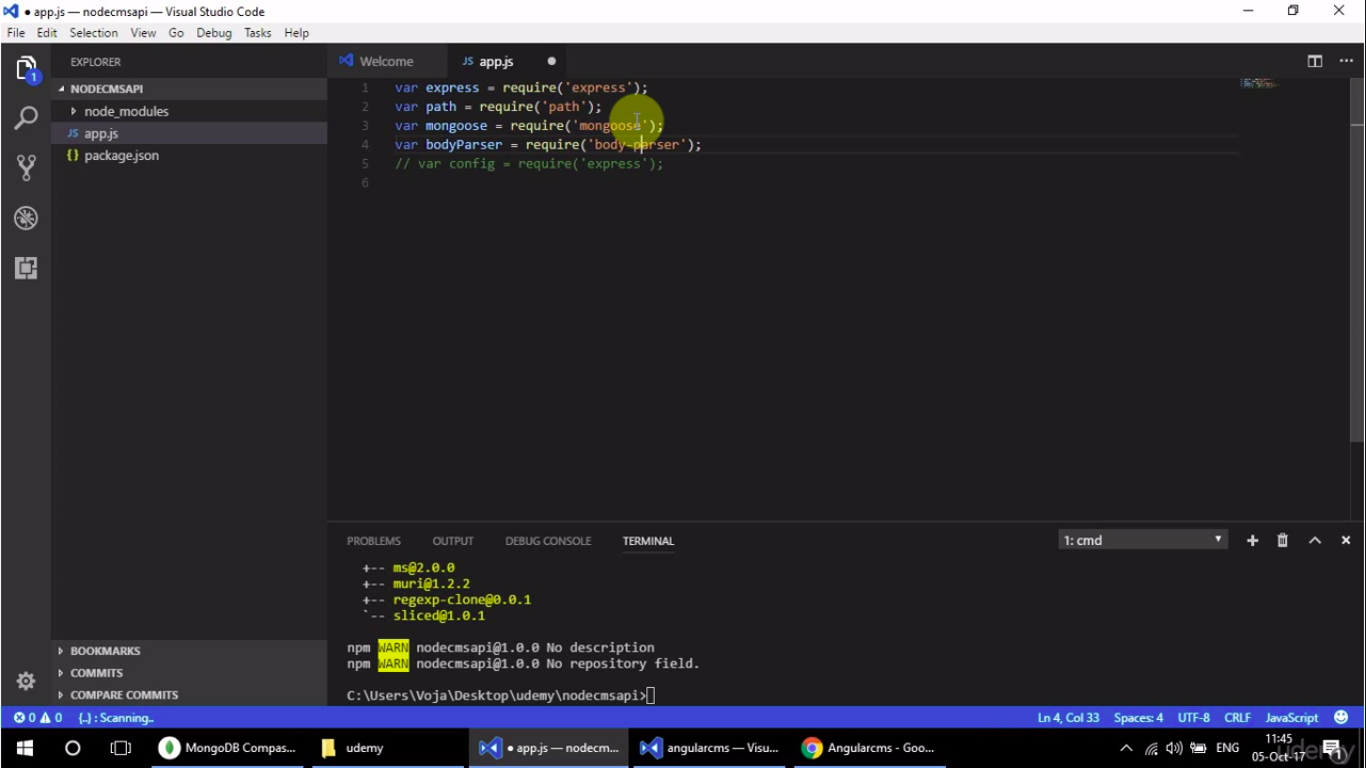 ● app.js — nodecmsapi — Visual Studio Code
File Edit Selection View Go Debug Tasks Help
EXPLORER
NODECMSAPI
node_modules
JS app.js
{} package.json
BOOKMARKS
COMMITS
COMPARE COMMITS
1
Welcome
JS app.js ●
1 var express = require('express');
2 var path = require('path');
3 var mongoose = require('mongoose');
4 var bodyParser = require('body-parser');
5 // var config = require('express');
6
PROBLEMS OUTPUT DEBUG CONSOLE TERMINAL
1: cmd
+-- ms@2.0.0
+-- muri@1.2.2
+-- regexp-clone@0.0.1
`-- sliced@1.0.1
npm WARN nodecmsapi@1.0.0 No description
npm WARN nodecmsapi@1.0.0 No repository field.
C:\Users\Voja\Desktop\udemy\nodecmsapi>
0 0 {..} : Scanning..
Ln 4, Col 33 Spaces: 4 UTF-8 CRLF JavaScript
MongoDB Compas...
udemy
● app.js — nodecm...
angularcms — Visu...
Angularcms - Goo...
ENG
11:45
05-Oct-17
1
udemy